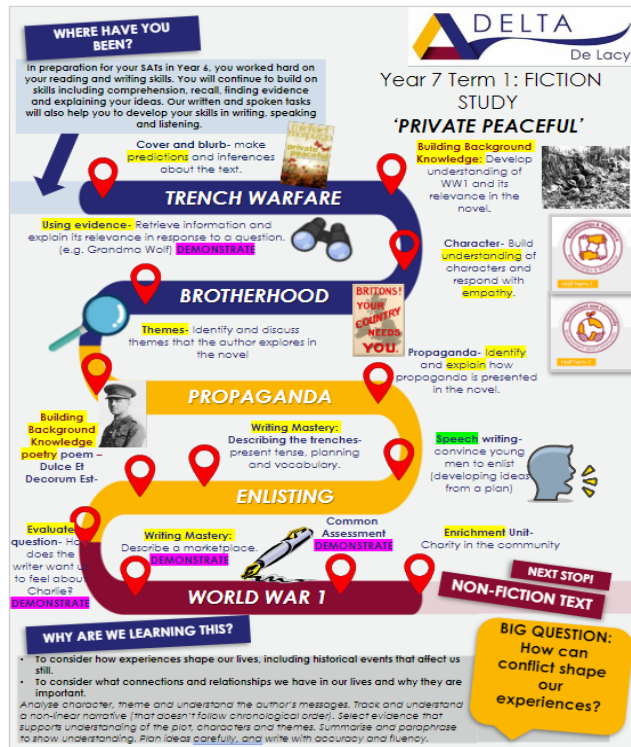 WHERE HAVE YOU
BEEN?
In preparation for your SATs in Year 6, you worked hard on
your reading and writing skills. You will continue to build on
skills including comprehension, recall, finding evidence
and explaining your ideas. Our written and spoken tasks
will also help you to develop your skills in writing, speaking
and listening.
DELTA
De Lacy
Year 7 Term 1: FICTION
STUDY
'PRIVATE PEACEFUL'
Cover and blurb- make
predictions and inferences
about the text.
private
peaceful
Building Background
Knowledge: Develop
understanding of
WW1 and its
relevance in the
novel.
TRENCH WARFARE
Using evidence- Retrieve information and
explain its relevance in response to a question.
(e.g. Grandma Wolf) DEMONSTRATE
Character- Build
understanding of
characters and
respond with
empathy.
Half Term 1
Half Term 2
BROTHERHOOD
BRITONS!
YOUR
COUNTRY
NEEDS
YOU.
Themes- Identify and discuss
themes that the author explores in
the novel
Propaganda- Identify
and explain how
propaganda is presented
in the novel.
PROPAGANDA
Building
Background
Knowledge
poetry poem –
Dulce Et
Decorum Est-
Writing Mastery:
Describing the trenches-
present tense, planning
and vocabulary.
Speech writing-
convince young
men to enlist
(developing ideas
from a plan)
ENLISTING
Evaluate
question- How
does the
writer want us
to feel about
Charlie?
DEMONSTRATE
Writing Mastery:
Describe a marketplace.
DEMONSTRATE
Common
Assessment
DEMONSTRATE
Enrichment Unit-
Charity in the community
WORLD WAR 1
NEXT STOP!
NON-FICTION TEXT
WHY ARE WE LEARNING THIS?
• To consider how experiences shape our lives, including historical events that affect us
still.
• To consider what connections and relationships we have in our lives and why they are
important.
Analyse character, theme and understand the author's messages. Track and understand
a non-linear narrative (that doesn't follow chronological order). Select evidence that
supports understanding of the plot, characters and themes. Summarise and paraphrase
to show understanding. Plan ideas carefully, and write with accuracy and fluency.
BIG QUESTION:
How can
conflict shape
our
experiences?